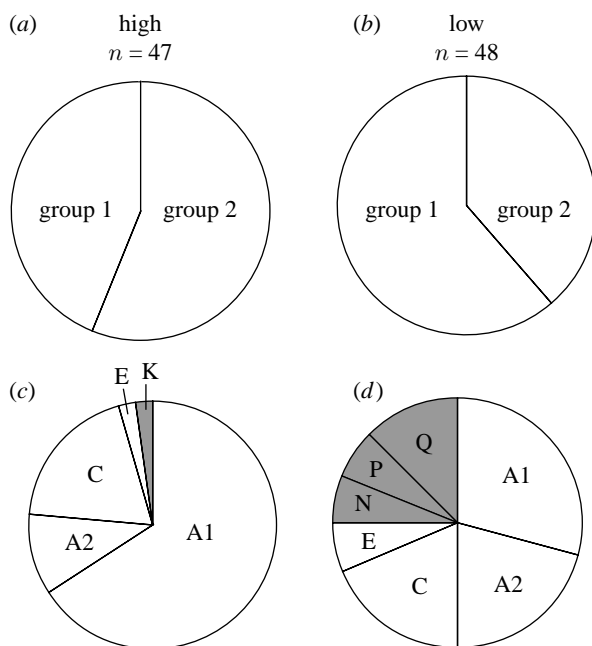 (a) high
n = 47
group 1 group 2
(b) low
n = 48
group 1 group 2
(c)
E K
C
A2 A1
(d)
Q
P
N
E
C
A1
A2